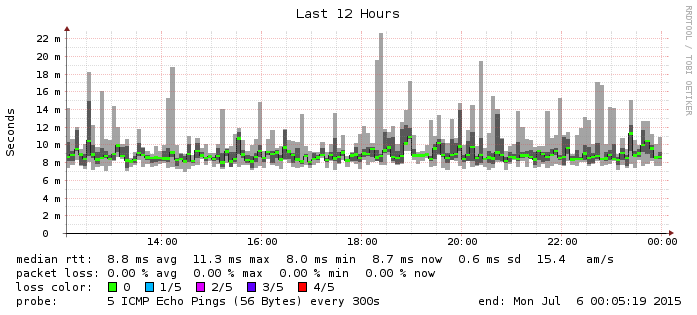 Last 12 Hours
RRDTOOL / TOBI OETIKER
Seconds
22 m
20 m
18 m
16 m
14 m
12 m
10 m
8 m
6 m
4 m
2 m
0
14:00 16:00 18:00 20:00 22:00 00:00
median rtt: 8.8 ms avg 11.3 ms max 8.0 ms min 8.7 ms now 0.6 ms sd 15.4 am/s
packet loss: 0.00 % avg 0.00 % max 0.00 % min 0.00 % now
loss color: 0 1/5 2/5 3/5 4/5
probe: 5 ICMP Echo Pings (56 Bytes) every 300s end: Mon Jul 6 00:05:19 2015